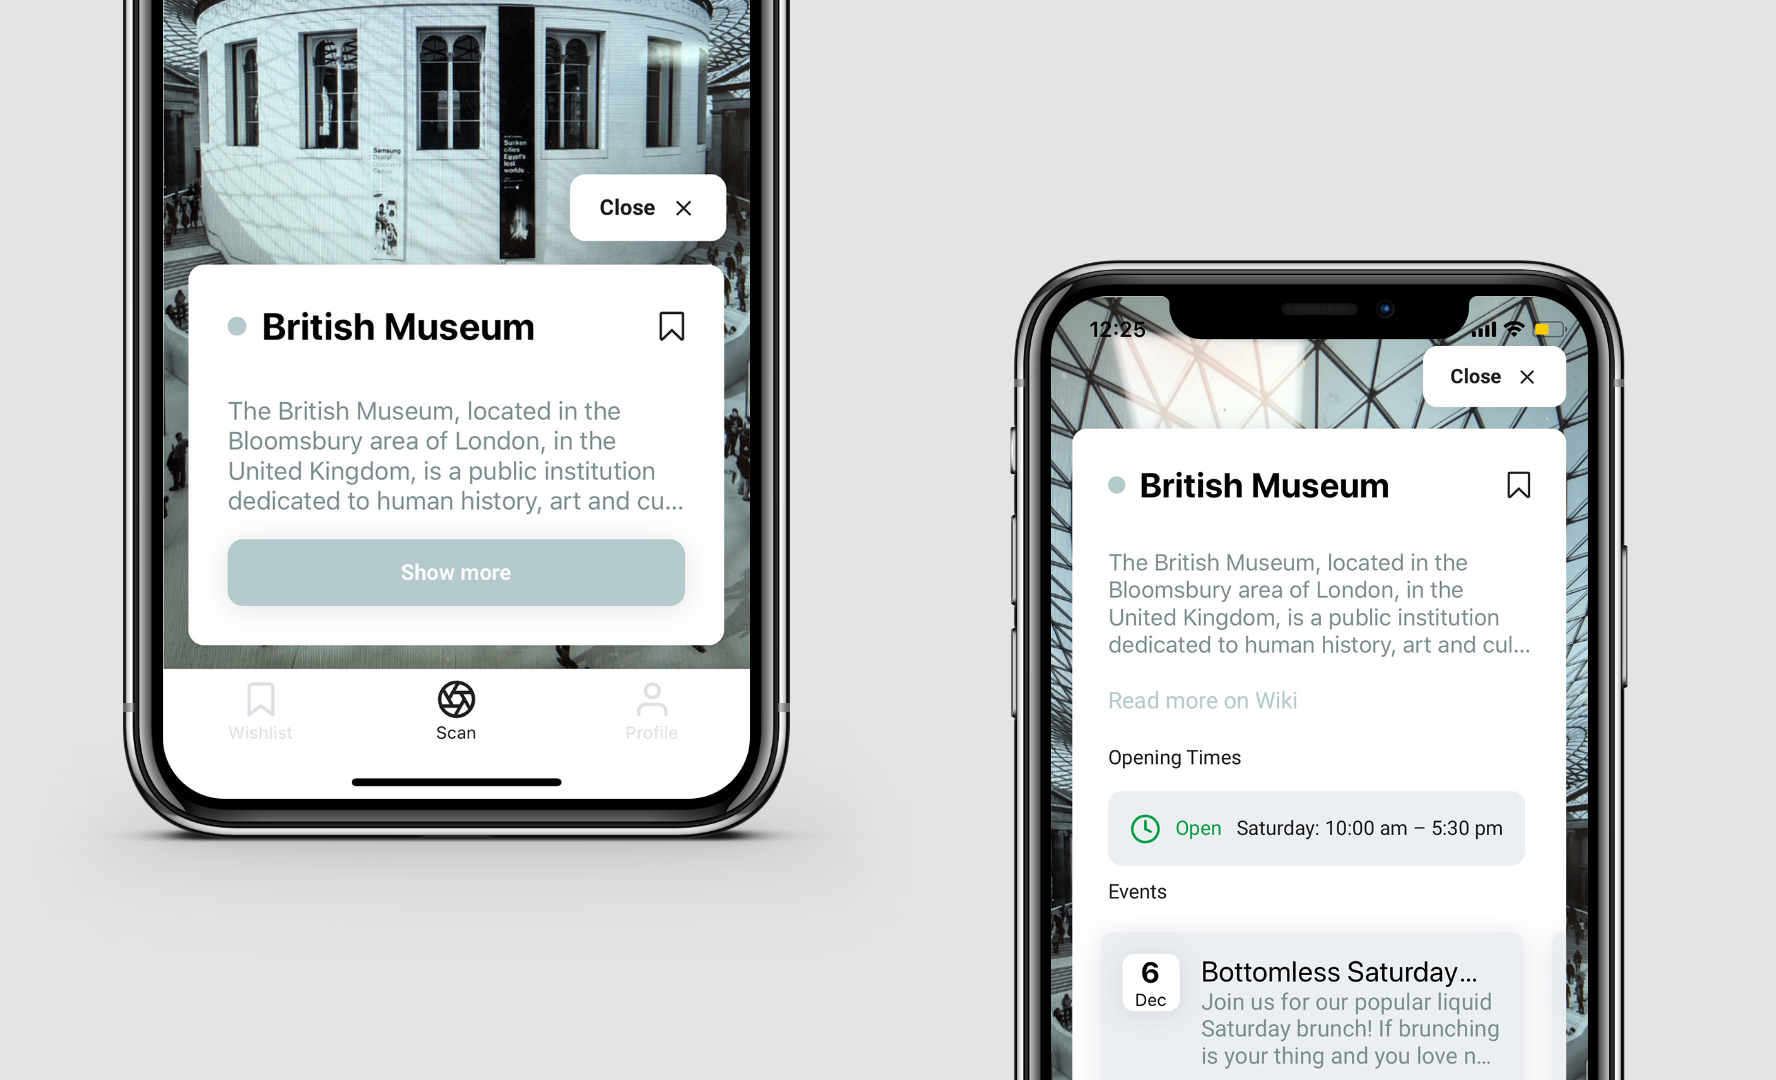 Samsung
Digital
Discovery
Centre
Sunken
cities
Egypt's
lost
worlds
Close
British Museum
The British Museum, located in the
Bloomsbury area of London, in the
United Kingdom, is a public institution
dedicated to human history, art and cu...
Show more
Wishlist
Scan
Profile
12:25
Close
British Museum
The British Museum, located in the
Bloomsbury area of London, in the
United Kingdom, is a public institution
dedicated to human history, art and cul...
Read more on Wiki
Opening Times
Open Saturday: 10:00 am – 5:30 pm
Events
6
Dec
Bottomless Saturday...
Join us for our popular liquid
Saturday brunch! If brunching
is your thing and you love n...